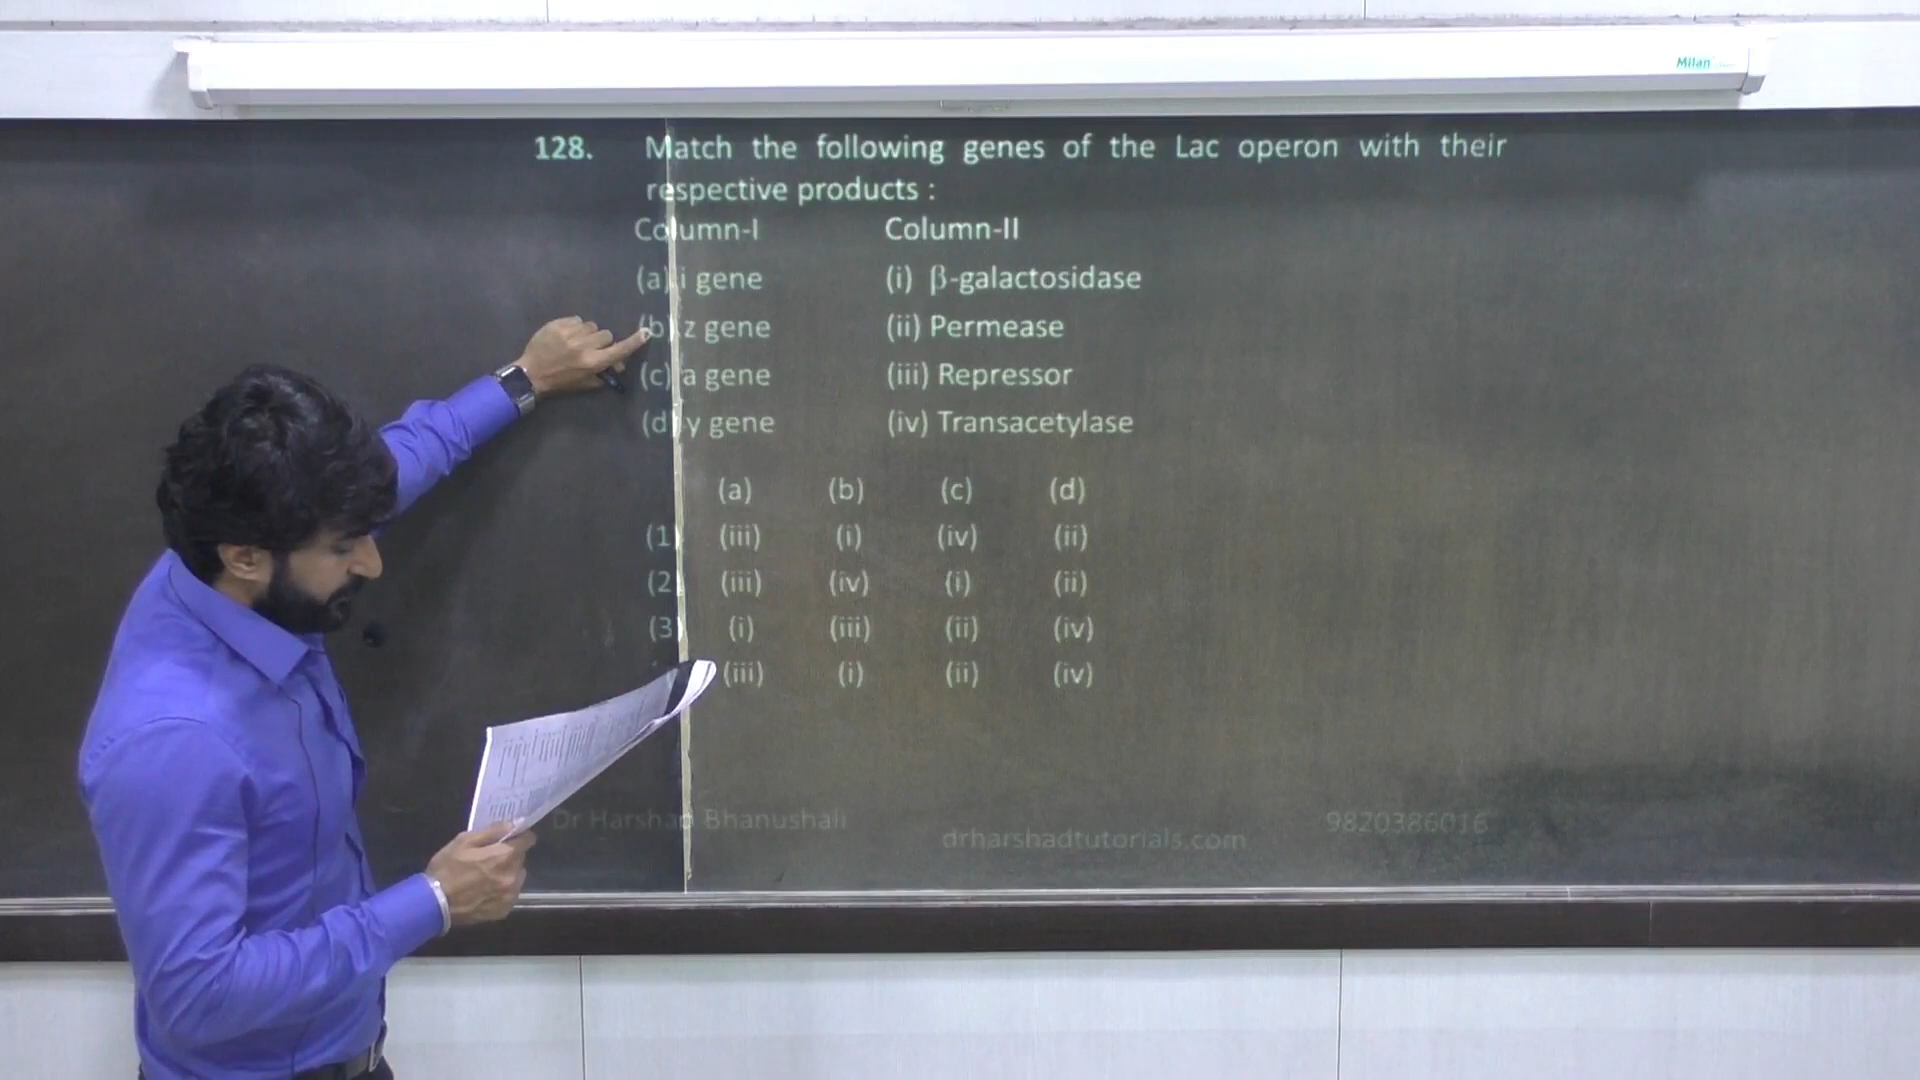 Milan
128. Match the following genes of the Lac operon with their
respective products :
Column-I Column-II
(a) i gene (i) β-galactosidase
(b) z gene (ii) Permease
(c) a gene (iii) Repressor
(d) y gene (iv) Transacetylase
(a) (b) (c) (d)
(1) (iii) (i) (iv) (ii)
(2) (iii) (iv) (i) (ii)
(3) (i) (iii) (ii) (iv)
(iii) (i) (ii) (iv)
Dr Harshad Bhanushali
drharshadtutorials.com
9820386016